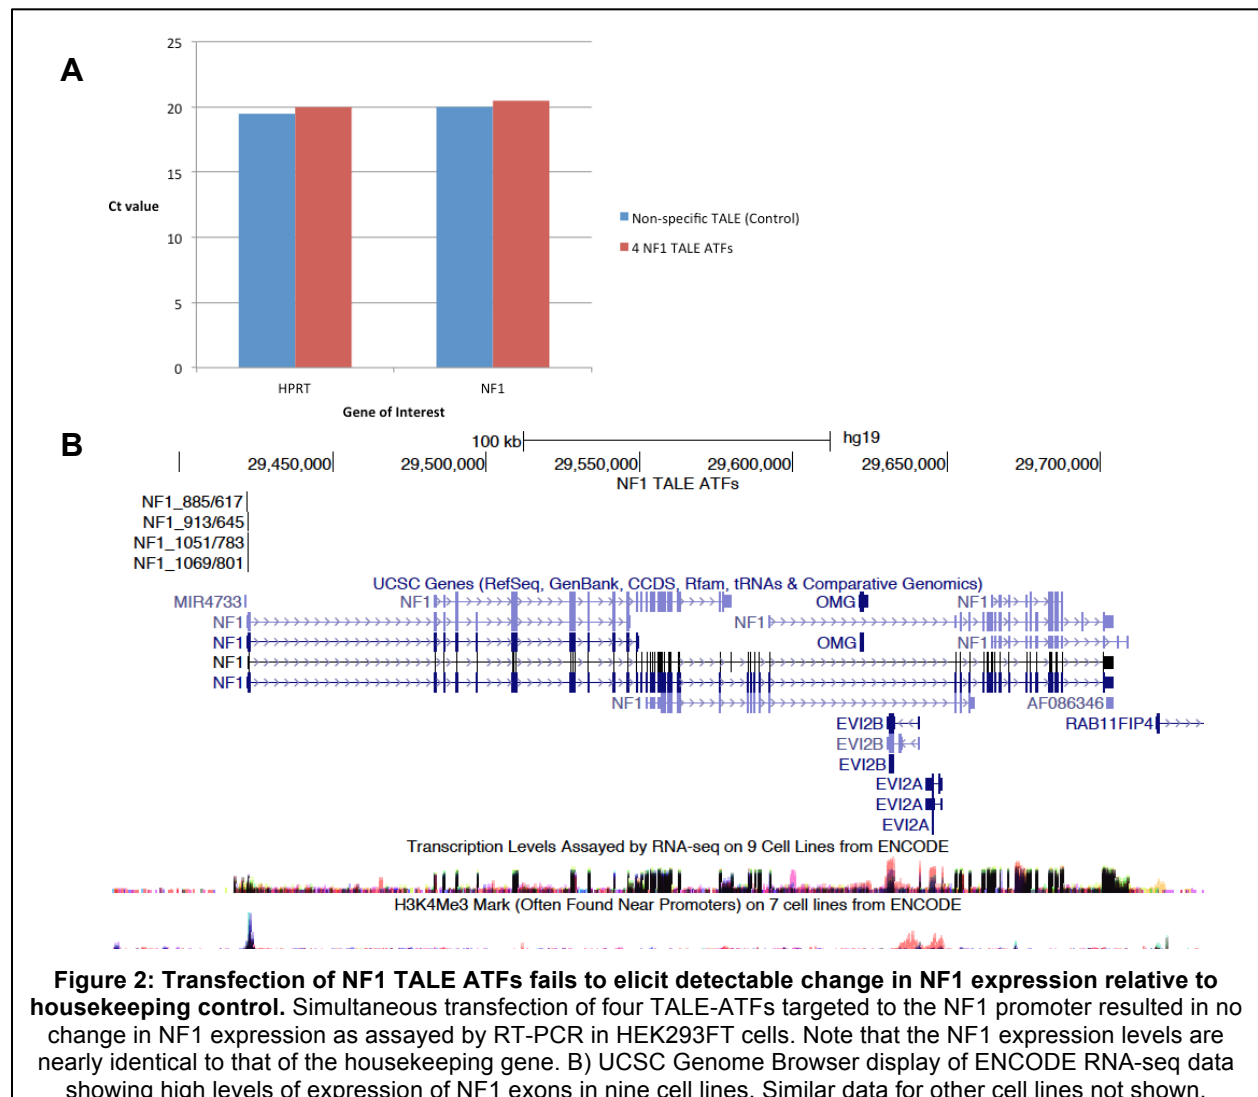 A
25
20
15
10
5
0
Ct value
HPRT
NF1
Gene of Interest
Non-specific TALE (Control)
4 NF1 TALE ATFs
B
100 kb
hg19
29,450,000
29,500,000
29,550,000
29,600,000
29,650,000
29,700,000
NF1 TALE ATFs
NF1_885/617
NF1_913/645
NF1_1051/783
NF1_1069/801
UCSC Genes (RefSeq, GenBank, CCDS, Rfam, tRNAs & Comparative Genomics)
MIR4733 NF1 OMG NF1
NF1 NF1
NF1 OMG NF1
NF1
NF1
NF1 AF086346
EVI2B RAB11FIP4
EVI2B
EVI2B
EVI2A
EVI2A
EVI2A
Transcription Levels Assayed by RNA-seq on 9 Cell Lines from ENCODE
H3K4Me3 Mark (Often Found Near Promoters) on 7 cell lines from ENCODE
Figure 2: Transfection of NF1 TALE ATFs fails to elicit detectable change in NF1 expression relative to
housekeeping control. Simultaneous transfection of four TALE-ATFs targeted to the NF1 promoter resulted in no
change in NF1 expression as assayed by RT-PCR in HEK293FT cells. Note that the NF1 expression levels are
nearly identical to that of the housekeeping gene. B) UCSC Genome Browser display of ENCODE RNA-seq data
showing high levels of expression of NF1 exons in nine cell lines. Similar data for other cell lines not shown.